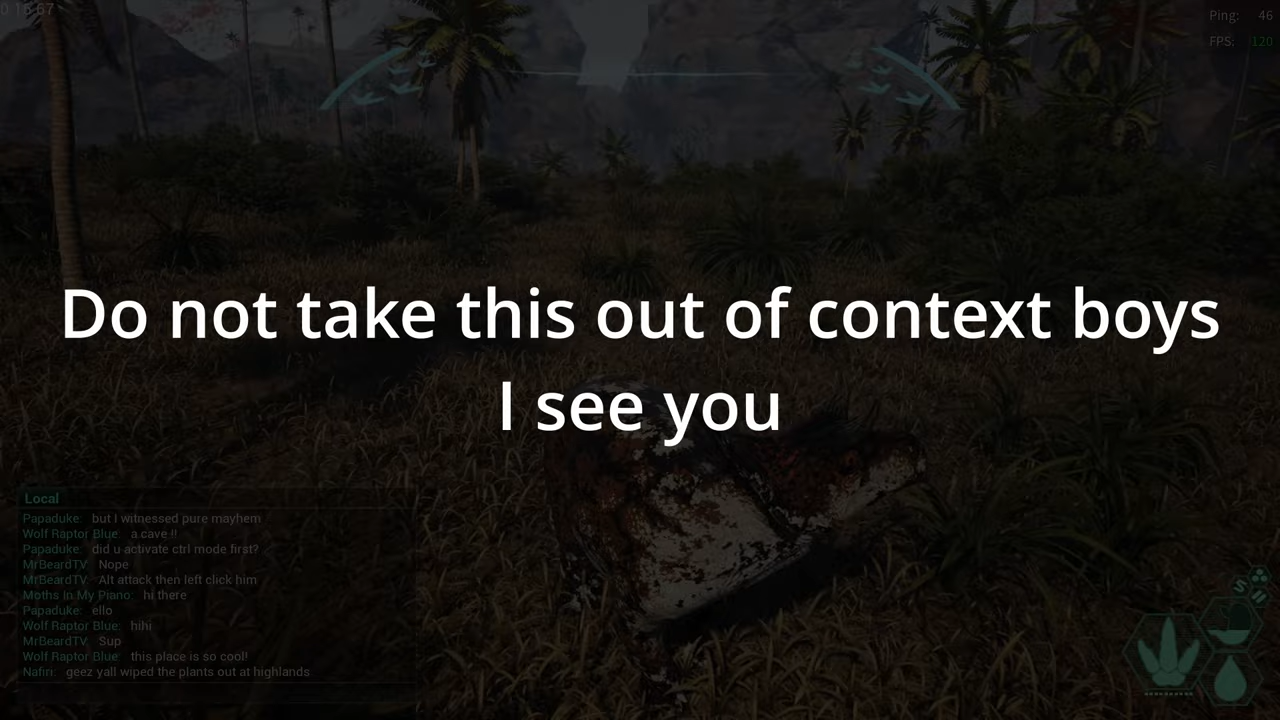 0 16.67
Ping: 46
FPS: 120
Do not take this out of context boys
I see you
Local
Papaduke: but I witnessed pure mayhem
Wolf Raptor Blue: a cave !!
Papaduke: did u activate ctrl mode first?
MrBeardTV: Nope
MrBeardTV: Alt attack then left click him
Moths In My Piano: hi there
Papaduke: ello
Wolf Raptor Blue: hihi
MrBeardTV: Sup
Wolf Raptor Blue: this place is so cool!
Nafiri: geez yall wiped the plants out at highlands